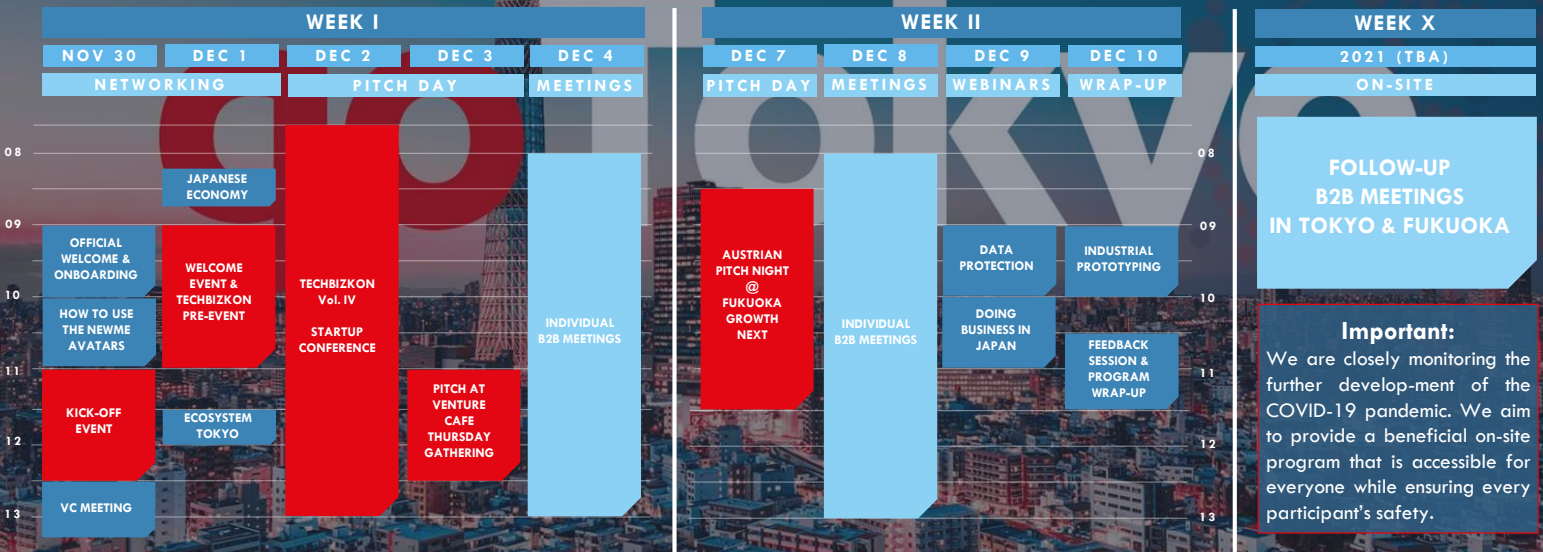 WEEK I
NOV 30
DEC 1
DEC 2
DEC 3
DEC 4
NETWORKING
PITCH DAY
MEETINGS
08
09
10
11
12
13
OFFICIAL
WELCOME &
ONBOARDING
HOW TO USE
THE NEWME
AVATARS
KICK-OFF
EVENT
VC MEETING
JAPANESE
ECONOMY
WELCOME
EVENT &
TECHBIZKON
PRE-EVENT
ECOSYSTEM
TOKYO
TECHBIZKON
Vol. IV
STARTUP
CONFERENCE
PITCH AT
VENTURE
CAFE
THURSDAY
GATHERING
INDIVIDUAL
B2B MEETINGS
WEEK II
DEC 7
DEC 8
DEC 9
DEC 10
PITCH DAY
MEETINGS
WEBINARS
WRAP-UP
AUSTRIAN
PITCH NIGHT
@
FUKUOKA
GROWTH
NEXT
INDIVIDUAL
B2B MEETINGS
DATA
PROTECTION
DOING
BUSINESS IN
JAPAN
INDUSTRIAL
PROTOTYPING
FEEDBACK
SESSION &
PROGRAM
WRAP-UP
08
09
10
11
12
13
WEEK X
2021 (TBA)
ON-SITE
FOLLOW-UP
B2B MEETINGS
IN TOKYO & FUKUOKA
Important:
We are closely monitoring the
further develop-ment of the
COVID-19 pandemic. We aim
to provide a beneficial on-site
program that is accessible for
everyone while ensuring every
participant's safety.
goTokyo